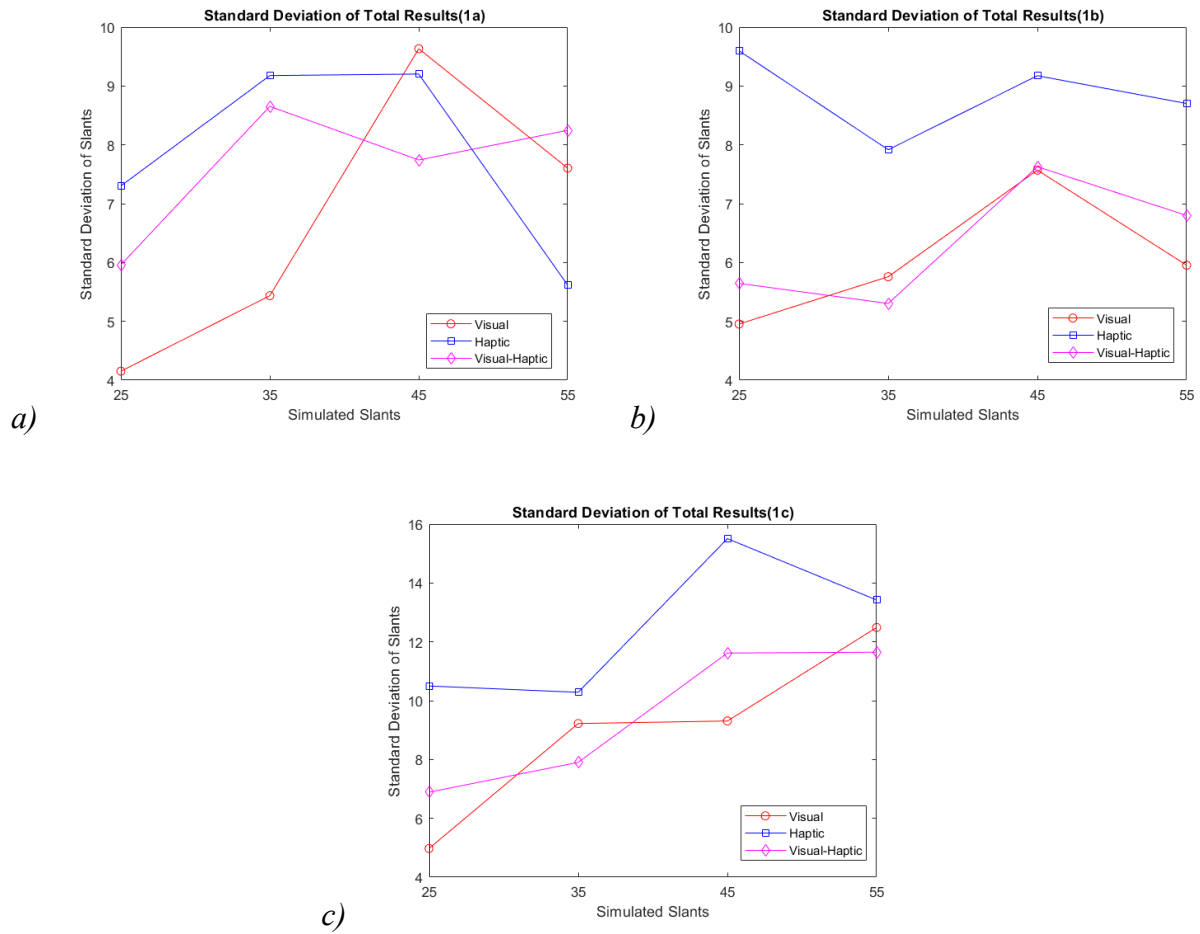 Standard Deviation of Total Results(1a)
10
9
8
7
6
5
4
Standard Deviation of Slants
25 35 45 55
Simulated Slants
Visual
Haptic
Visual-Haptic
a)
Standard Deviation of Total Results(1b)
10
9
8
7
6
5
4
Standard Deviation of Slants
25 35 45 55
Simulated Slants
Visual
Haptic
Visual-Haptic
b)
Standard Deviation of Total Results(1c)
16
14
12
10
8
6
4
Standard Deviation of Slants
25 35 45 55
Simulated Slants
Visual
Haptic
Visual-Haptic
c)